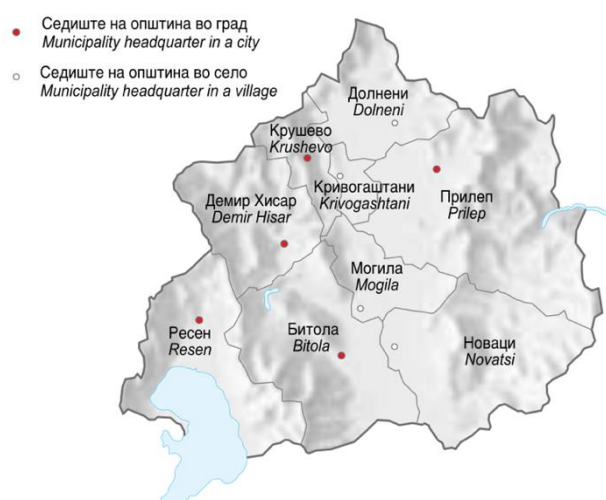 Седиште на општина во град
Municipality headquarter in a city
Седиште на општина во село
Municipality headquarter in a village
Долнени
Dolneni
Крушево
Krushevo
Кривогаштани
Krivogashtani
Прилеп
Prilep
Демир Хисар
Demir Hisar
Могила
Mogila
Ресен
Resen
Битола
Bitola
Новаци
Novatsi